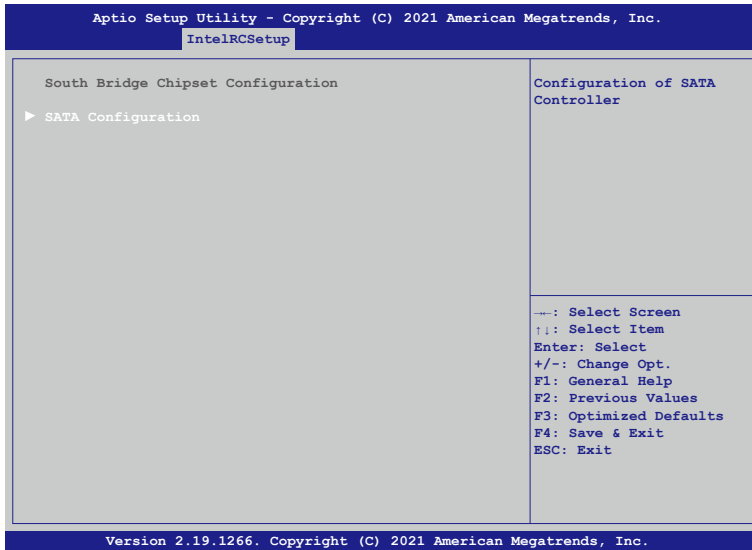 Aptio Setup Utility - Copyright (C) 2021 American Megatrends, Inc.
IntelRCSetup
South Bridge Chipset Configuration
► SATA Configuration
Configuration of SATA
Controller
→←: Select Screen
↑↓: Select Item
Enter: Select
+/-: Change Opt.
F1: General Help
F2: Previous Values
F3: Optimized Defaults
F4: Save & Exit
ESC: Exit
Version 2.19.1266. Copyright (C) 2021 American Megatrends, Inc.